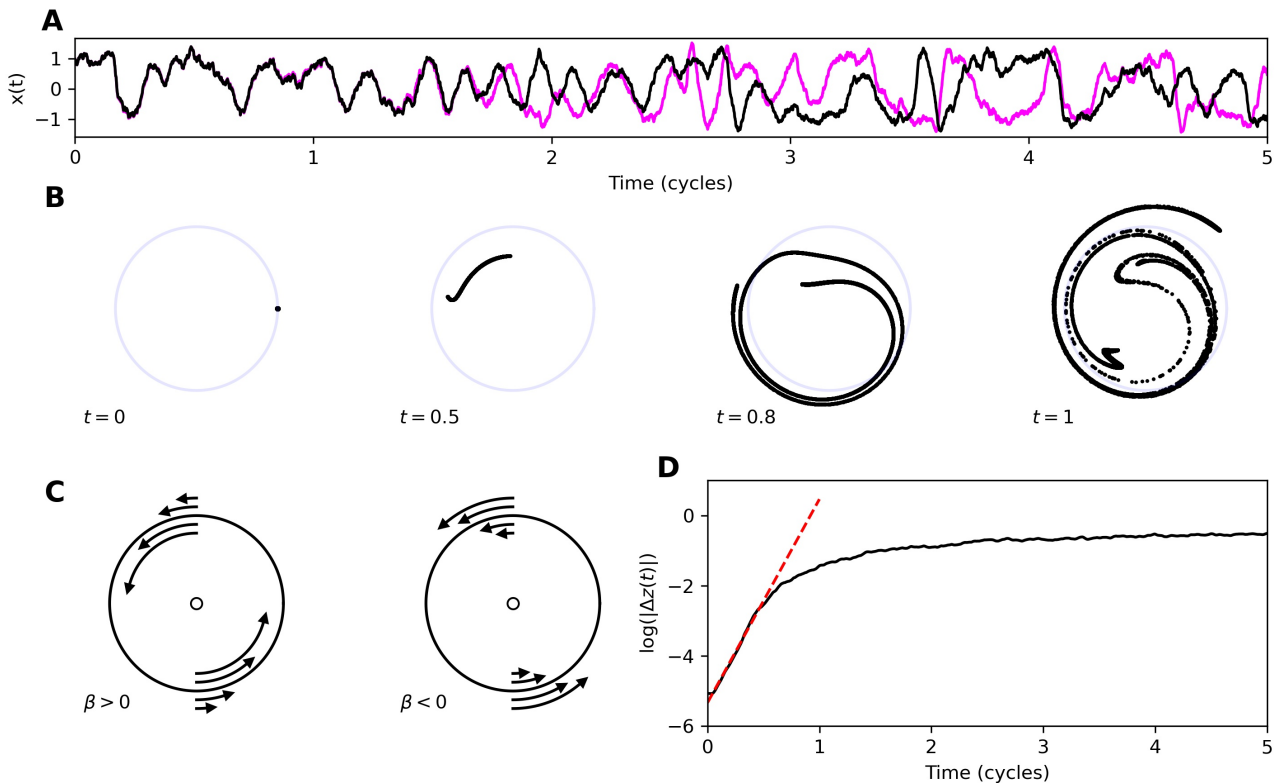 A
x(t)
1
0
−1
0 1 2 3 4 5
Time (cycles)
B
t = 0
t = 0.5
t = 0.8
t = 1
C
β > 0
β < 0
D
log(|Δz(t)|)
0
−2
−4
−6
0 1 2 3 4 5
Time (cycles)